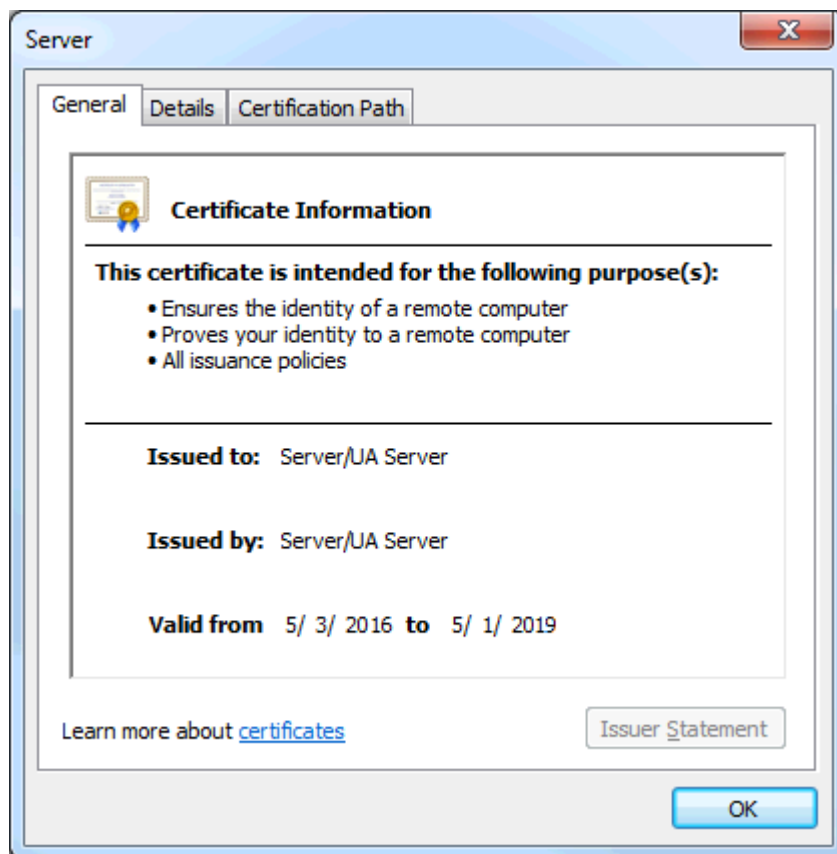 Server
General Details Certification Path
Certificate Information
This certificate is intended for the following purpose(s):
• Ensures the identity of a remote computer
• Proves your identity to a remote computer
• All issuance policies
Issued to: Server/UA Server
Issued by: Server/UA Server
Valid from 5/ 3/ 2016 to 5/ 1/ 2019
Learn more about certificates
Issuer Statement
OK